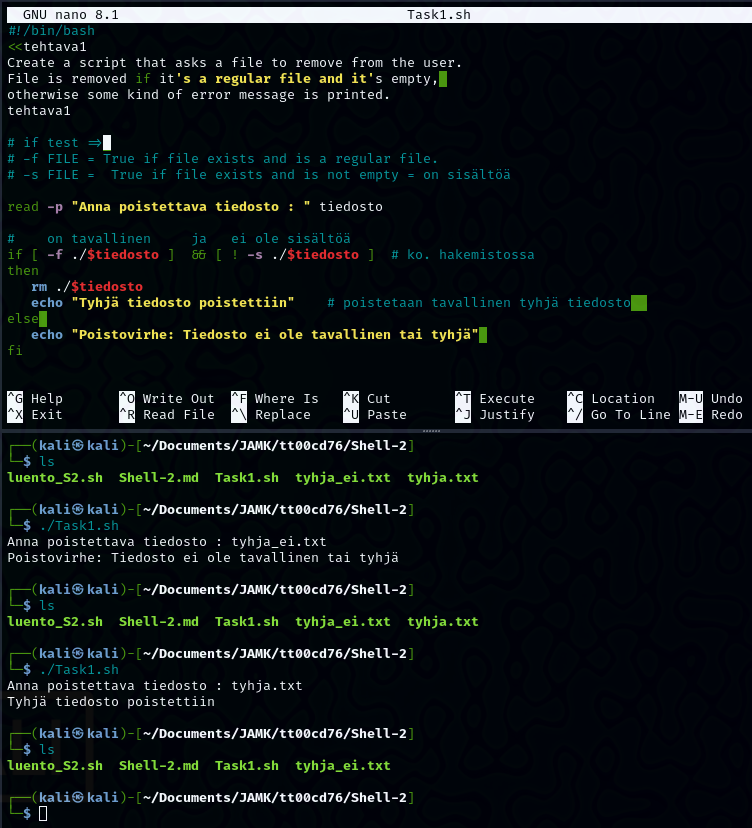 GNU nano 8.1                                    Task1.sh
#!/bin/bash
<<tehtava1
Create a script that asks a file to remove from the user.
File is removed if it's a regular file and it's empty,
otherwise some kind of error message is printed.
tehtava1
# if test =>
# -f FILE = True if file exists and is a regular file.
# -s FILE =  True if file exists and is not empty = on sisältöä
read -p "Anna poistettava tiedosto : " tiedosto
#    on tavallinen     ja   ei ole sisältöä
if [ -f ./$tiedosto ]  && [ ! -s ./$tiedosto ]  # ko. hakemistossa
then
   rm ./$tiedosto
   echo "Tyhjä tiedosto poistettiin"    # poistetaan tavallinen tyhjä tiedosto
else
   echo "Poistovirhe: Tiedosto ei ole tavallinen tai tyhjä"
fi
^G Help       ^O Write Out  ^F Where Is   ^K Cut        ^T Execute    ^C Location   M-U Undo
^X Exit       ^R Read File  ^\ Replace    ^U Paste      ^J Justify    ^/ Go To Line M-E Redo
┌──(kali㉿kali)-[~/Documents/JAMK/tt00cd76/Shell-2]
└─$ ls
luento_S2.sh  Shell-2.md  Task1.sh  tyhja_ei.txt  tyhja.txt
┌──(kali㉿kali)-[~/Documents/JAMK/tt00cd76/Shell-2]
└─$ ./Task1.sh
Anna poistettava tiedosto : tyhja_ei.txt
Poistovirhe: Tiedosto ei ole tavallinen tai tyhjä
┌──(kali㉿kali)-[~/Documents/JAMK/tt00cd76/Shell-2]
└─$ ls
luento_S2.sh  Shell-2.md  Task1.sh  tyhja_ei.txt  tyhja.txt
┌──(kali㉿kali)-[~/Documents/JAMK/tt00cd76/Shell-2]
└─$ ./Task1.sh
Anna poistettava tiedosto : tyhja.txt
Tyhjä tiedosto poistettiin
┌──(kali㉿kali)-[~/Documents/JAMK/tt00cd76/Shell-2]
└─$ ls
luento_S2.sh  Shell-2.md  Task1.sh  tyhja_ei.txt
┌──(kali㉿kali)-[~/Documents/JAMK/tt00cd76/Shell-2]
└─$